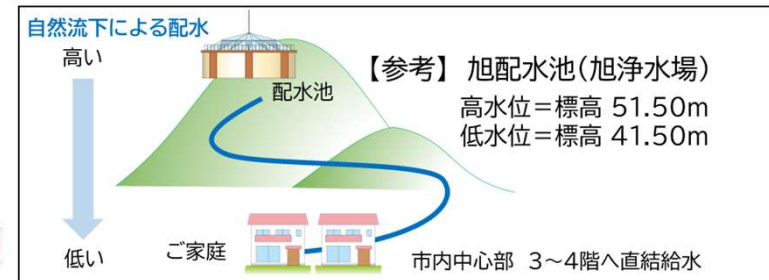 自然流下による配水
高い
配水池
【参考】 旭配水池(旭浄水場)
高水位=標高 51.50m
低水位=標高 41.50m
低い
ご家庭
市内中心部 3~4階へ直結給水